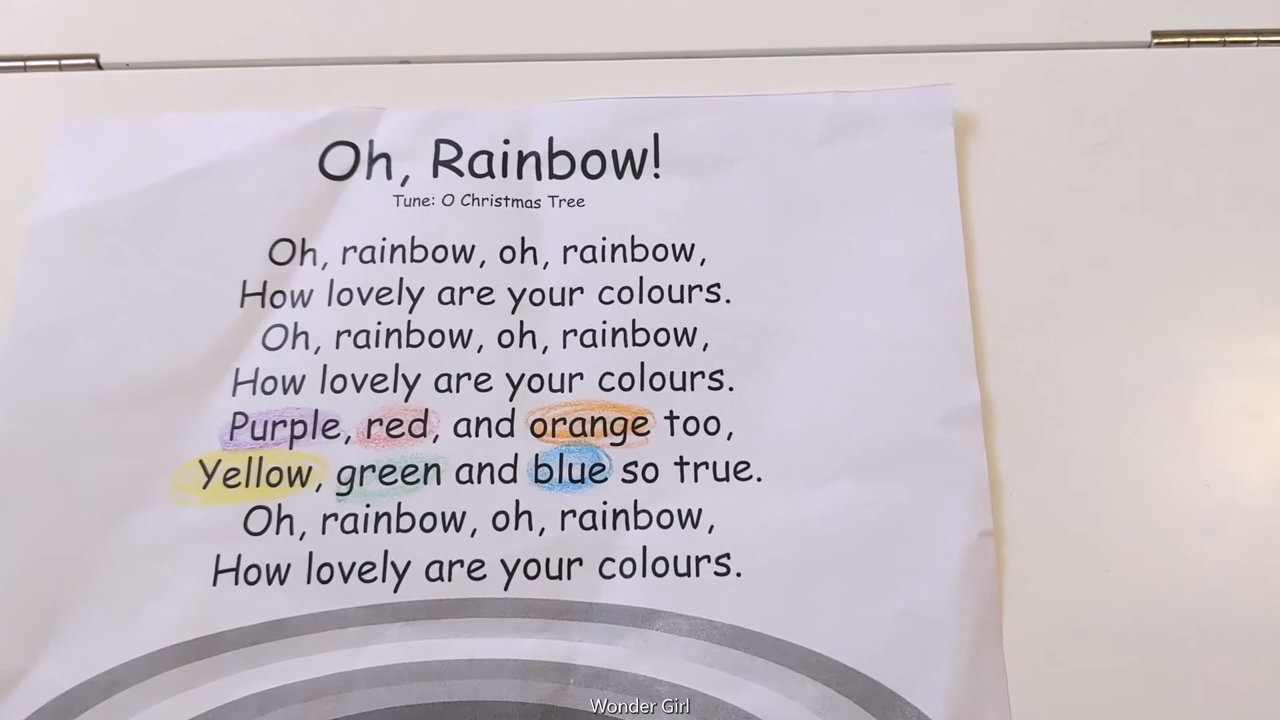 Oh, Rainbow!
Tune: O Christmas Tree
Oh, rainbow, oh, rainbow,
How lovely are your colours.
Oh, rainbow, oh, rainbow,
How lovely are your colours.
Purple, red, and orange too,
Yellow, green and blue so true.
Oh, rainbow, oh, rainbow,
How lovely are your colours.
Wonder Girl